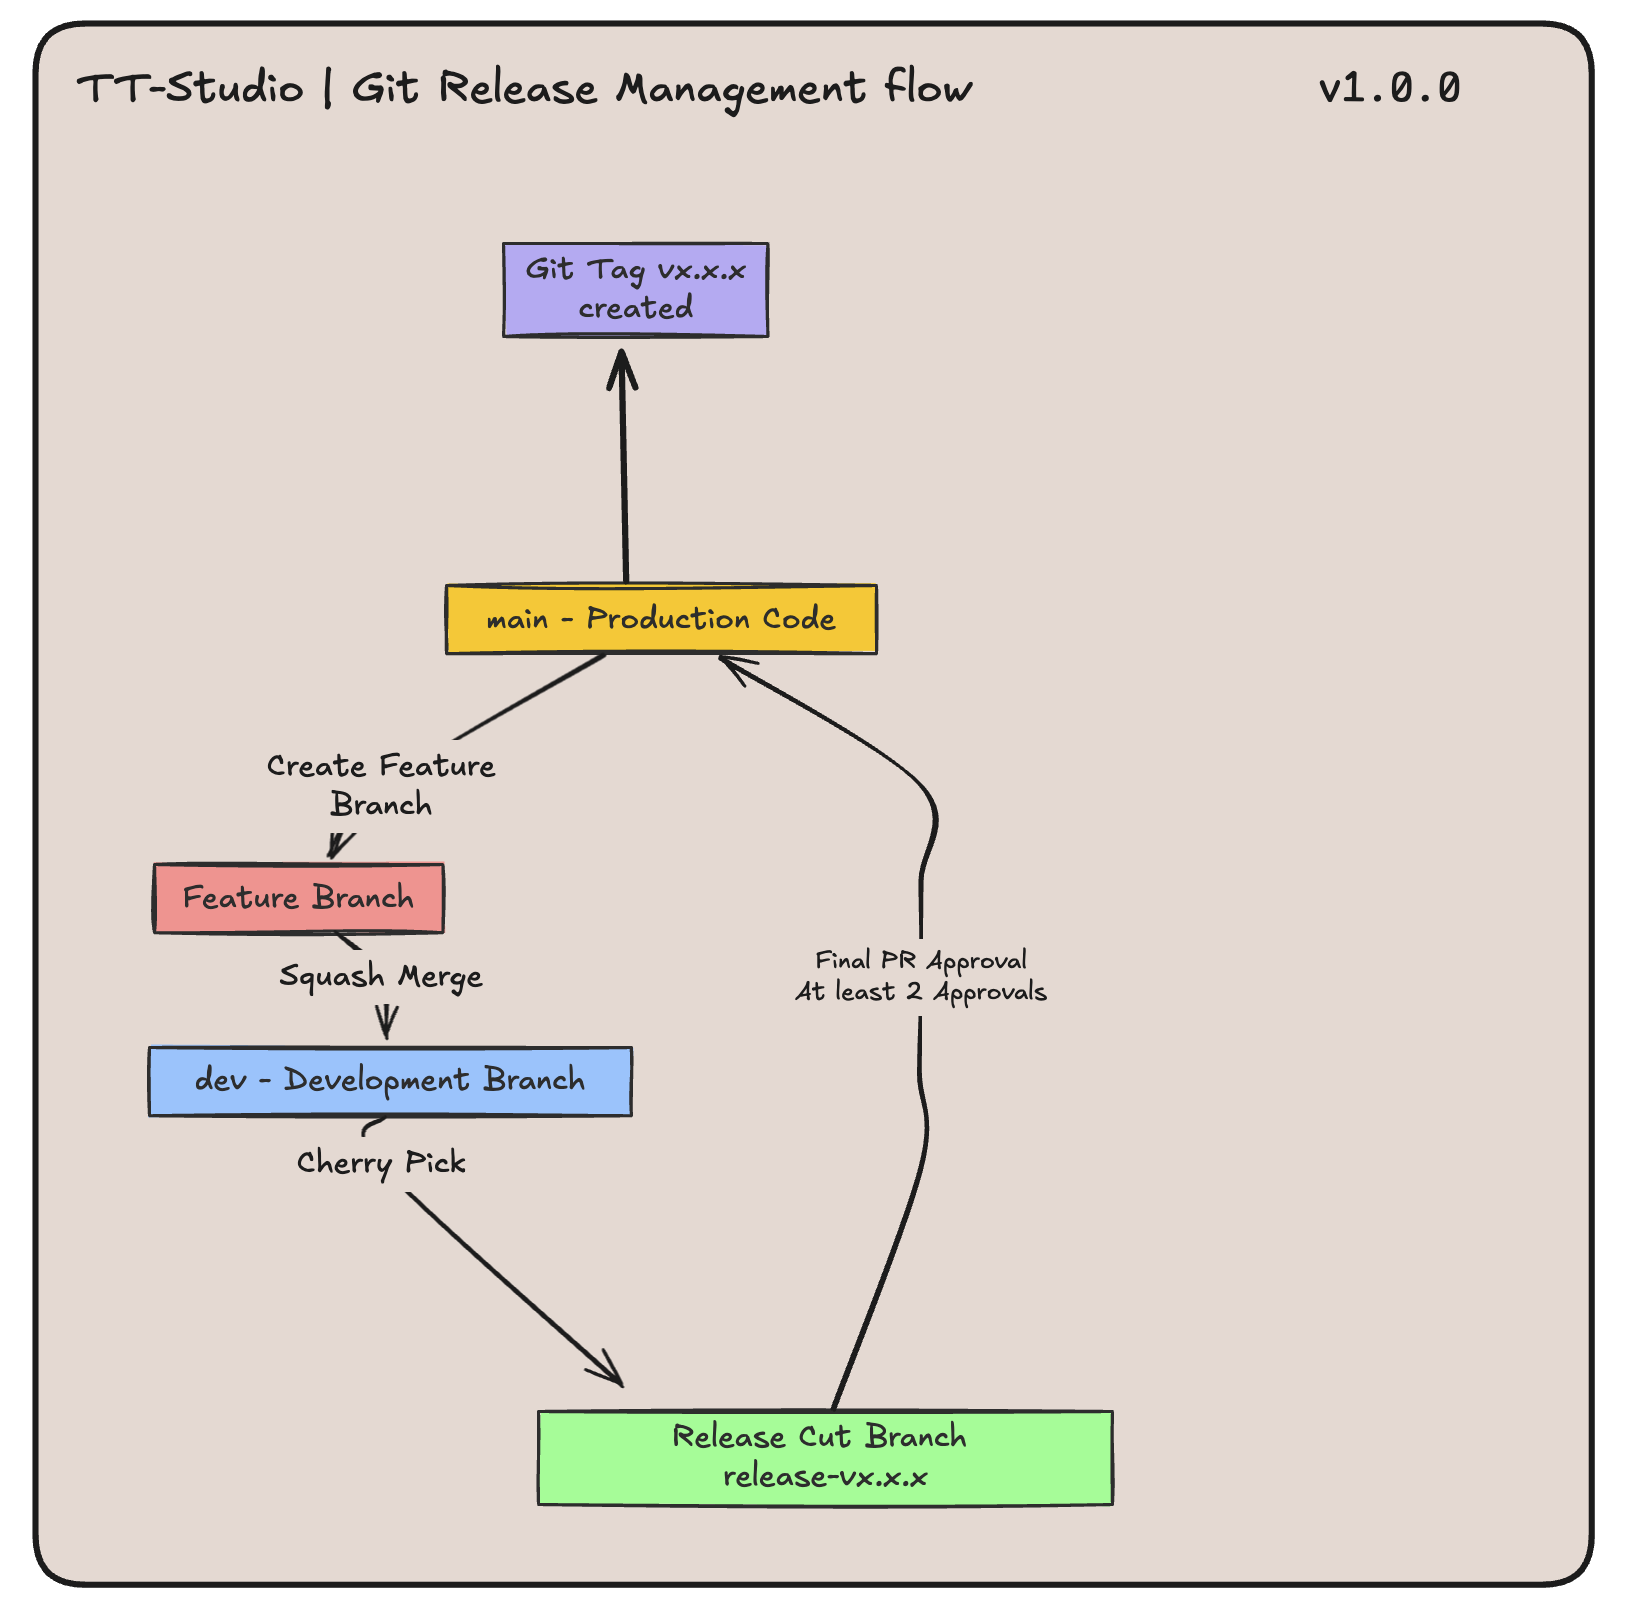 TT-Studio | Git Release Management flow
v1.0.0
Git Tag vx.x.x
created
main - Production Code
Create Feature
Branch
Feature Branch
Squash Merge
Final PR Approval
At least 2 Approvals
dev - Development Branch
Cherry Pick
Release Cut Branch
release-vx.x.x